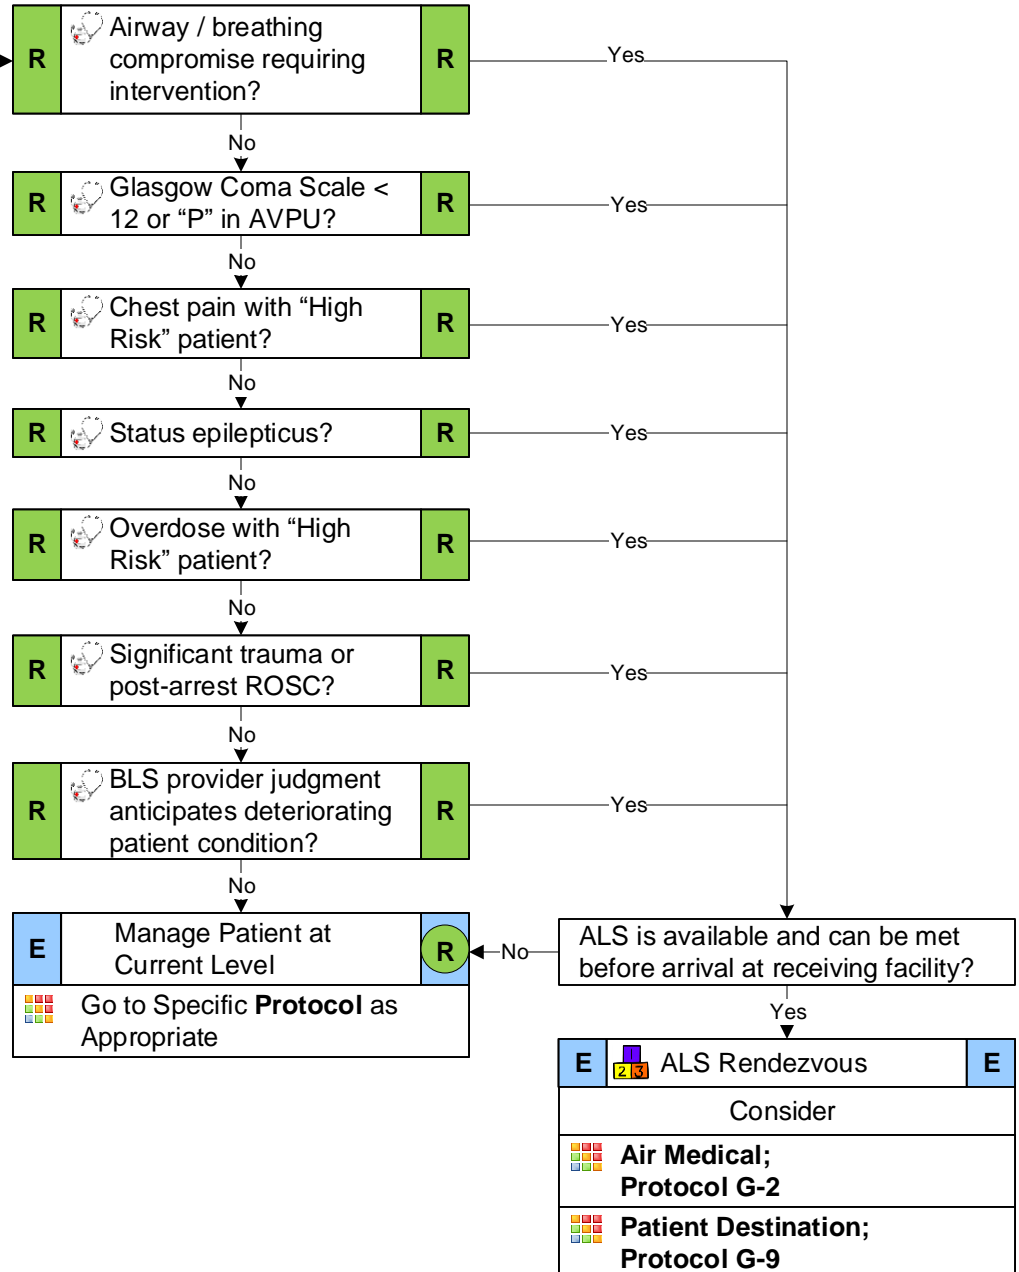 R
Airway / breathing
compromise requiring
intervention?
R
Yes
No
R
Glasgow Coma Scale <
12 or “P” in AVPU?
R
Yes
No
R
Chest pain with “High
Risk” patient?
R
Yes
No
R
Status epilepticus?
R
Yes
No
R
Overdose with “High
Risk” patient?
R
Yes
No
R
Significant trauma or
post-arrest ROSC?
R
Yes
No
R
BLS provider judgment
anticipates deteriorating
patient condition?
R
Yes
No
E
Manage Patient at
Current Level
R
Go to Specific Protocol as
Appropriate
No
ALS is available and can be met
before arrival at receiving facility?
Yes
E
2 3
ALS Rendezvous
E
Consider
Air Medical;
Protocol G-2
Patient Destination;
Protocol G-9